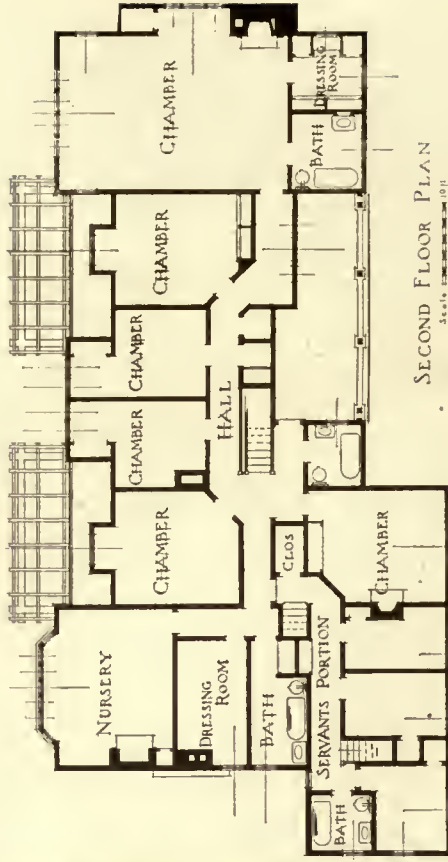 CHAMBER
DRESSING
ROOM
BATH
CHAMBER
CHAMBER
CHAMBER
HALL
CHAMBER
CLOS
CHAMBER
NURSERY
DRESSING
ROOM
BATH
SERVANTS PORTION
BATH
SECOND FLOOR PLAN
Scale